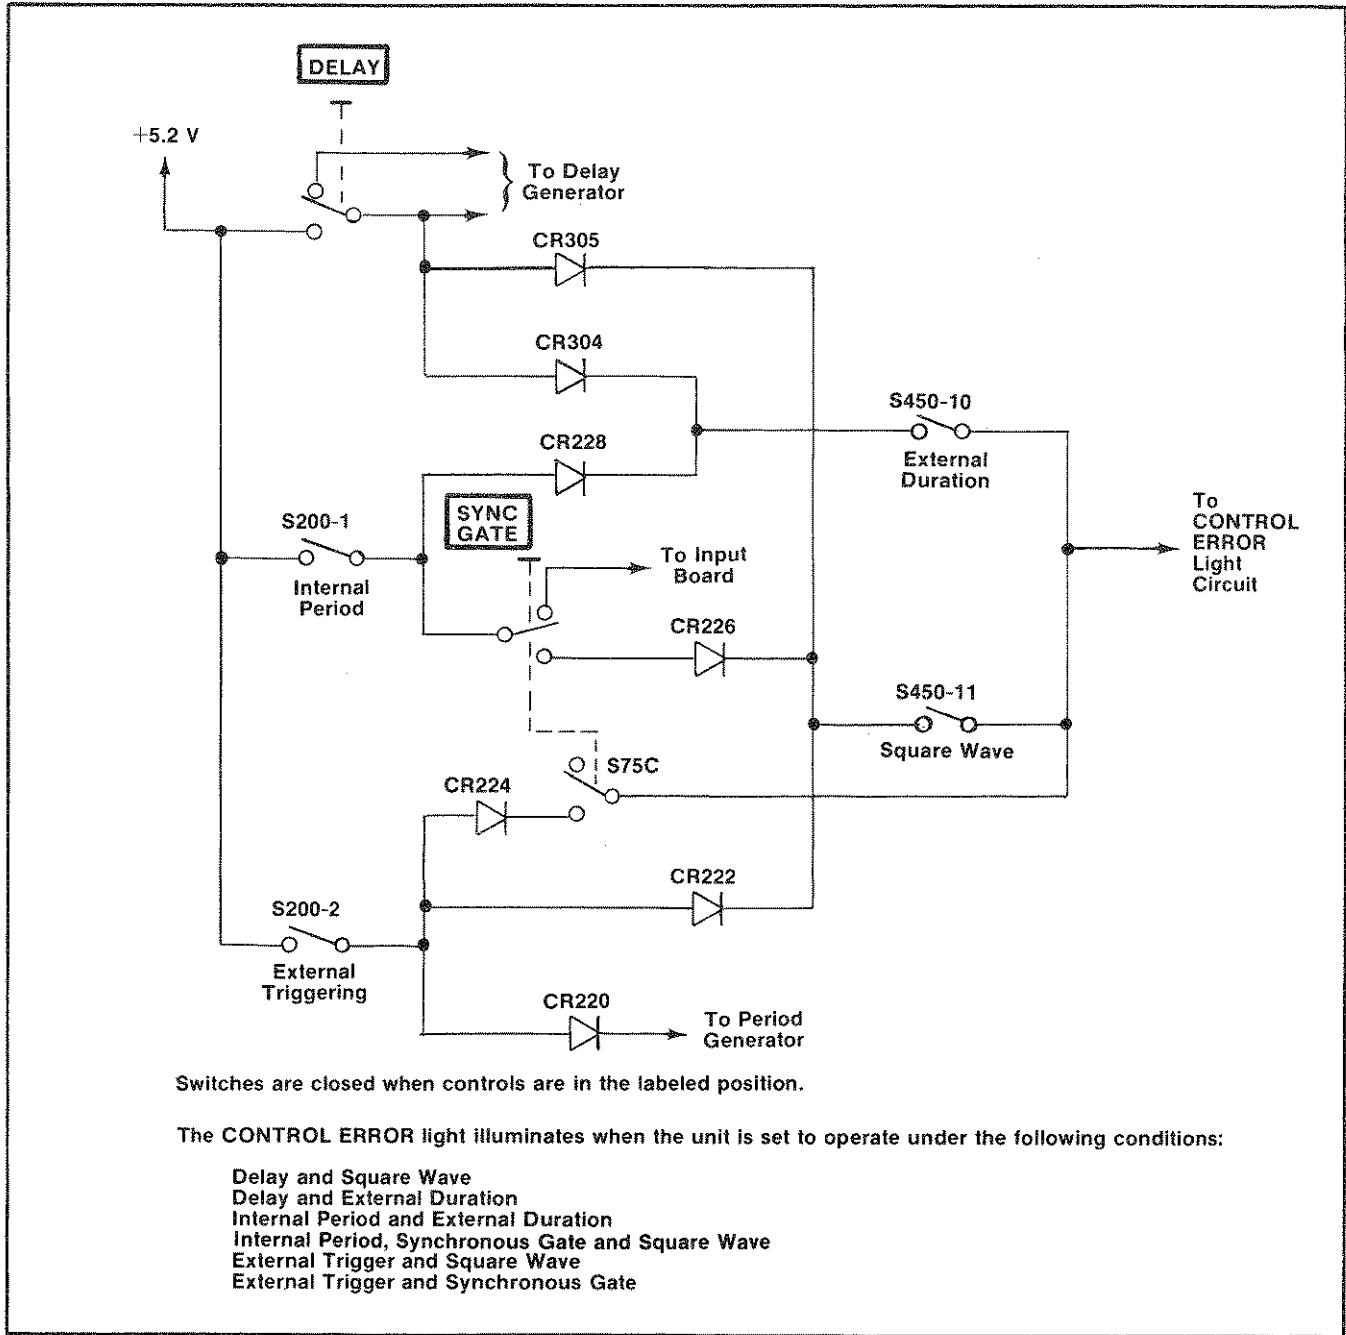 DELAY
+5.2 V
To Delay
Generator
CR305
CR304
S450-10
External
Duration
CR228
SYNC
GATE
S200-1
Internal
Period
To Input
Board
To
CONTROL
ERROR
Light
Circuit
CR226
S450-11
Square Wave
S75C
CR224
CR222
S200-2
External
Triggering
CR220
To Period
Generator
Switches are closed when controls are in the labeled position.
The CONTROL ERROR light illuminates when the unit is set to operate under the following conditions:
Delay and Square Wave
Delay and External Duration
Internal Period and External Duration
Internal Period, Synchronous Gate and Square Wave
External Trigger and Square Wave
External Trigger and Synchronous Gate